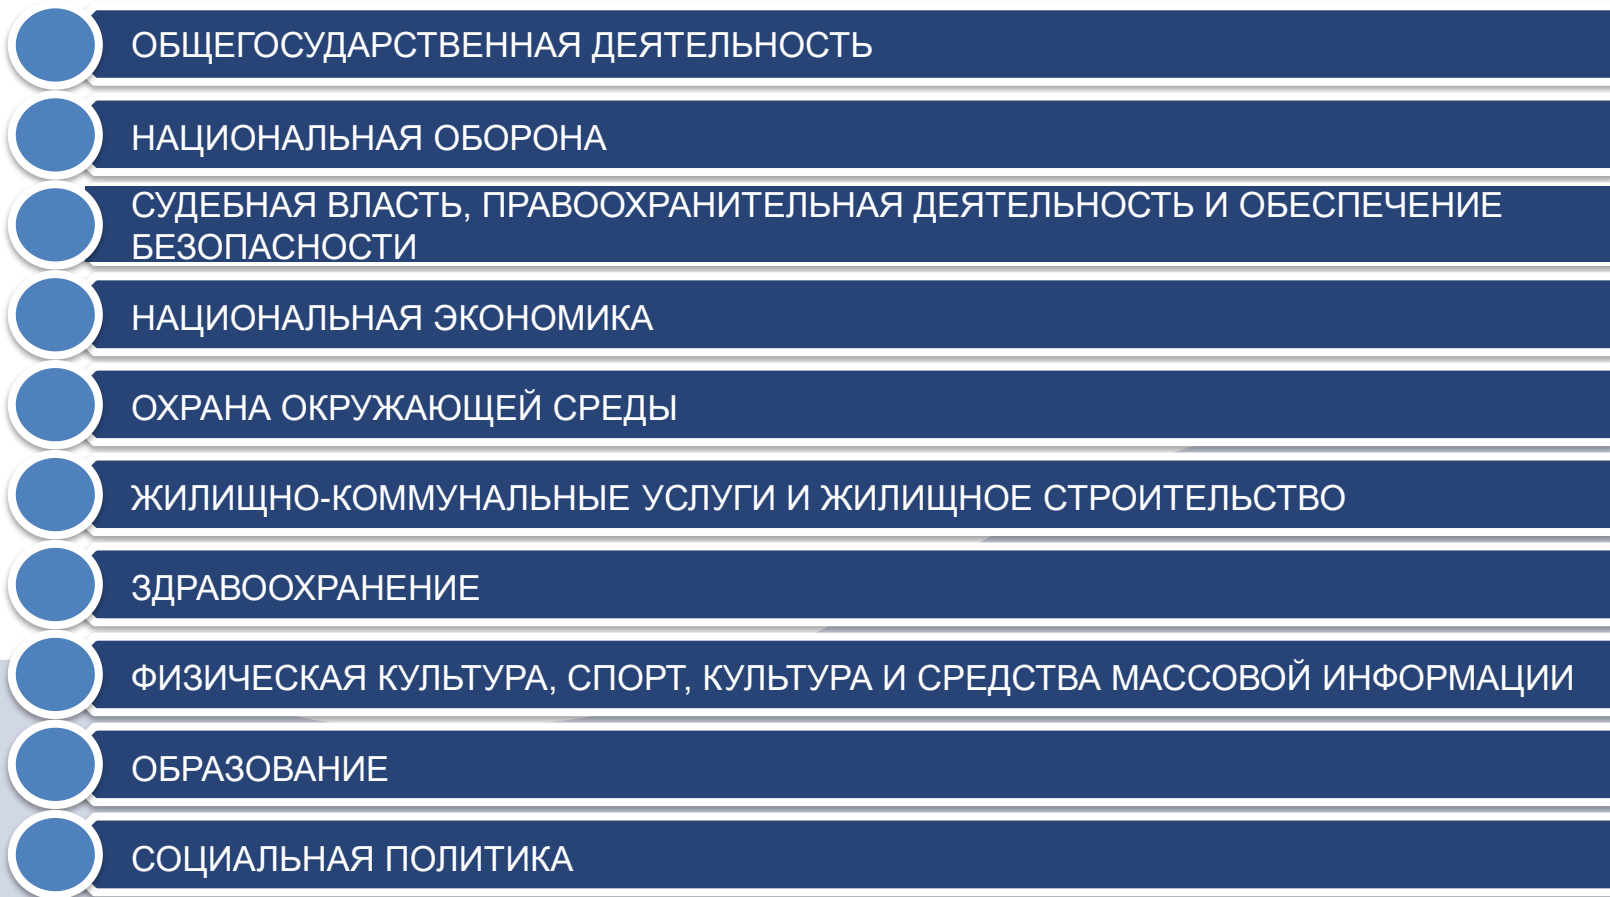 ОБЩЕГОСУДАРСТВЕННАЯ ДЕЯТЕЛЬНОСТЬ
НАЦИОНАЛЬНАЯ ОБОРОНА
СУДЕБНАЯ ВЛАСТЬ, ПРАВООХРАНИТЕЛЬНАЯ ДЕЯТЕЛЬНОСТЬ И ОБЕСПЕЧЕНИЕ
БЕЗОПАСНОСТИ
НАЦИОНАЛЬНАЯ ЭКОНОМИКА
ОХРАНА ОКРУЖАЮЩЕЙ СРЕДЫ
ЖИЛИЩНО-КОММУНАЛЬНЫЕ УСЛУГИ И ЖИЛИЩНОЕ СТРОИТЕЛЬСТВО
ЗДРАВООХРАНЕНИЕ
ФИЗИЧЕСКАЯ КУЛЬТУРА, СПОРТ, КУЛЬТУРА И СРЕДСТВА МАССОВОЙ ИНФОРМАЦИИ
ОБРАЗОВАНИЕ
СОЦИАЛЬНАЯ ПОЛИТИКА